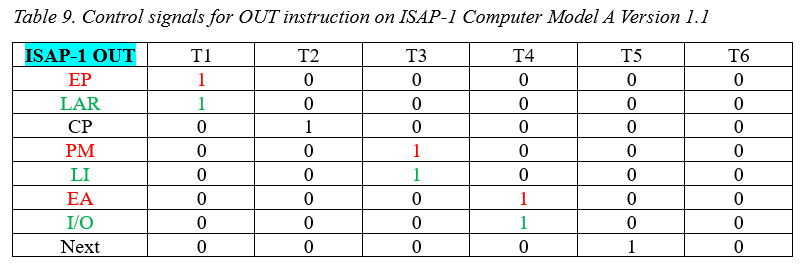 Table 9. Control signals for OUT instruction on ISAP-1 Computer Model A Version 1.1
ISAP-1 OUT T1 T2 T3 T4 T5 T6
EP 1 0 0 0 0 0
LAR 1 0 0 0 0 0
CP 0 1 0 0 0 0
PM 0 0 1 0 0 0
LI 0 0 1 0 0 0
EA 0 0 0 1 0 0
I/O 0 0 0 1 0 0
Next 0 0 0 0 1 0